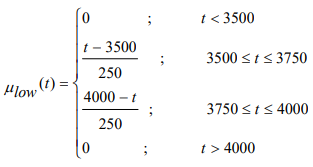 0 ; t < 3500
t − 3500
250 ; 3500 ≤ t ≤ 3750
μlow(t) =
4000 − t
250 ; 3750 ≤ t ≤ 4000
0 ; t > 4000